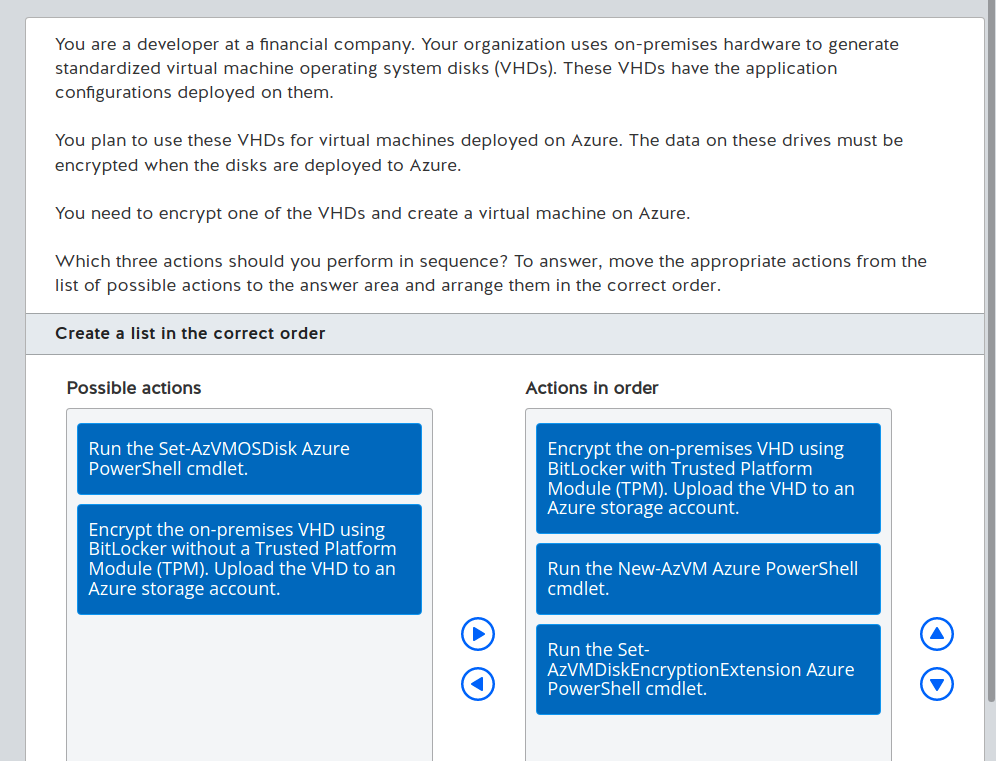 You are a developer at a financial company. Your organization uses on-premises hardware to generate
standardized virtual machine operating system disks (VHDs). These VHDs have the application
configurations deployed on them.
You plan to use these VHDs for virtual machines deployed on Azure. The data on these drives must be
encrypted when the disks are deployed to Azure.
You need to encrypt one of the VHDs and create a virtual machine on Azure.
Which three actions should you perform in sequence? To answer, move the appropriate actions from the
list of possible actions to the answer area and arrange them in the correct order.
Create a list in the correct order
Possible actions
Run the Set-AzVMOSDisk Azure
PowerShell cmdlet.
Encrypt the on-premises VHD using
BitLocker without a Trusted Platform
Module (TPM). Upload the VHD to an
Azure storage account.
Actions in order
Encrypt the on-premises VHD using
BitLocker with Trusted Platform
Module (TPM). Upload the VHD to an
Azure storage account.
Run the New-AzVM Azure PowerShell
cmdlet.
Run the Set-
AzVMDiskEncryptionExtension Azure
PowerShell cmdlet.